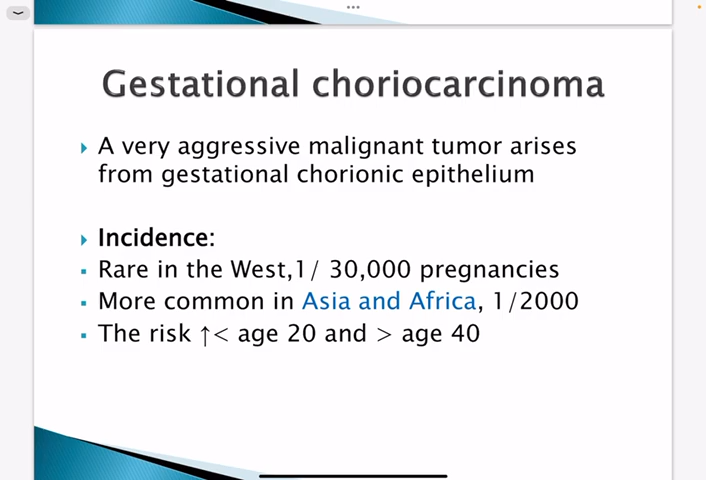 Gestational choriocarcinoma
A very aggressive malignant tumor arises
from gestational chorionic epithelium
Incidence:
Rare in the West,1/ 30,000 pregnancies
More common in Asia and Africa, 1/2000
The risk ↑< age 20 and > age 40